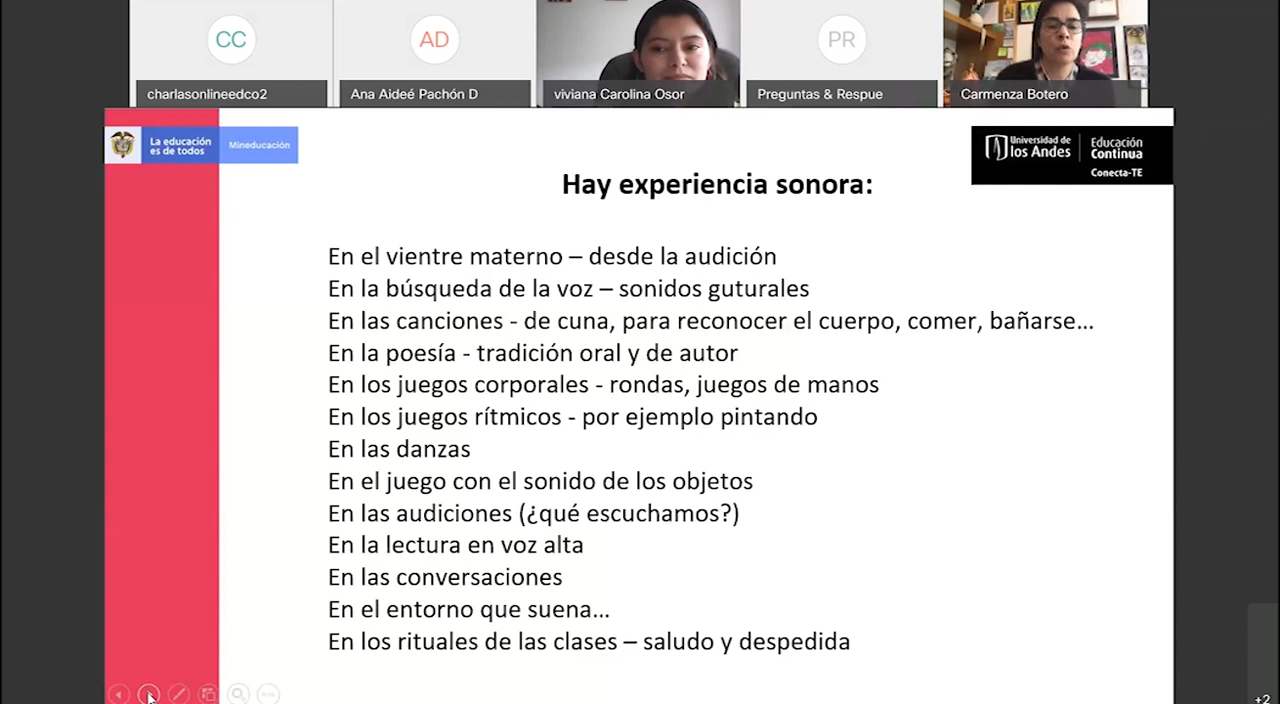 CC
AD
PR
charlasonlineedco2
Ana Aideé Pachón D
viviana Carolina Osor
Preguntas & Respue
Carmenza Botero
La educación
es de todos
Mineducación
Universidad de
los Andes
Educación
Continua
Conecta-TE
Hay experiencia sonora:
En el vientre materno – desde la audición
En la búsqueda de la voz – sonidos guturales
En las canciones - de cuna, para reconocer el cuerpo, comer, bañarse...
En la poesía - tradición oral y de autor
En los juegos corporales - rondas, juegos de manos
En los juegos rítmicos - por ejemplo pintando
En las danzas
En el juego con el sonido de los objetos
En las audiciones (¿qué escuchamos?)
En la lectura en voz alta
En las conversaciones
En el entorno que suena...
En los rituales de las clases – saludo y despedida
+2